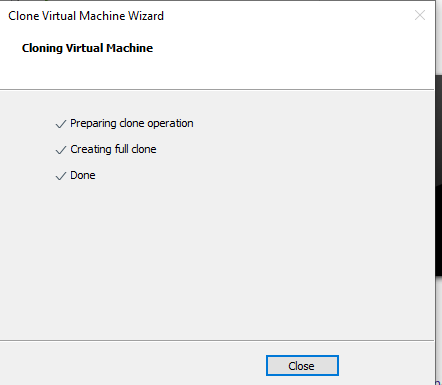 Clone Virtual Machine Wizard
Cloning Virtual Machine
Preparing clone operation
Creating full clone
Done
Close